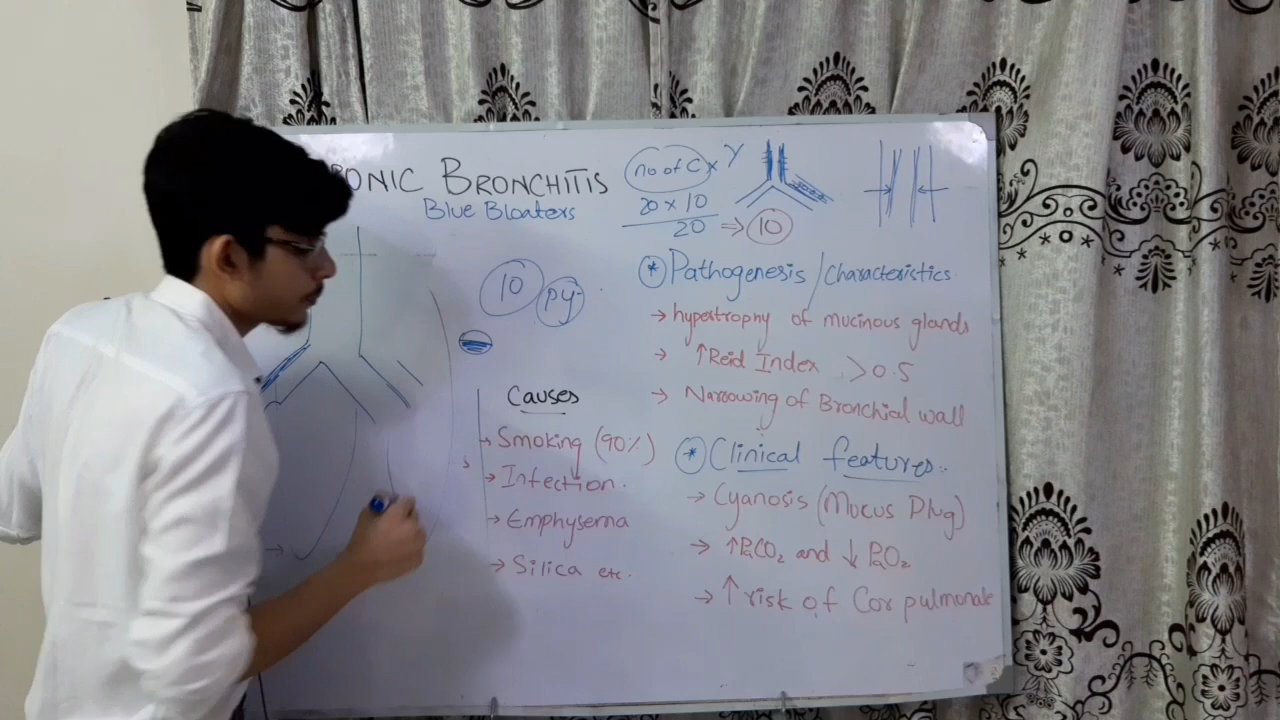 RONIC BRONCHITIS
Blue Bloaters
no of C x Y
20 x 10
20 => 10
10 py
* Pathogenesis / characteristics
→ hypertrophy of mucinous glands
→ ↑Reid Index >0.5
→ Narrowing of Bronchial wall
Causes
→ Smoking (90%)
→ Infection.
→ Emphysema
→ Silica etc.
* Clinical features:
→ Cyanosis (Mucus Plug)
→ ↑PaCO₂ and ↓ PaO₂
→ ↑ risk of Cor pulmonale